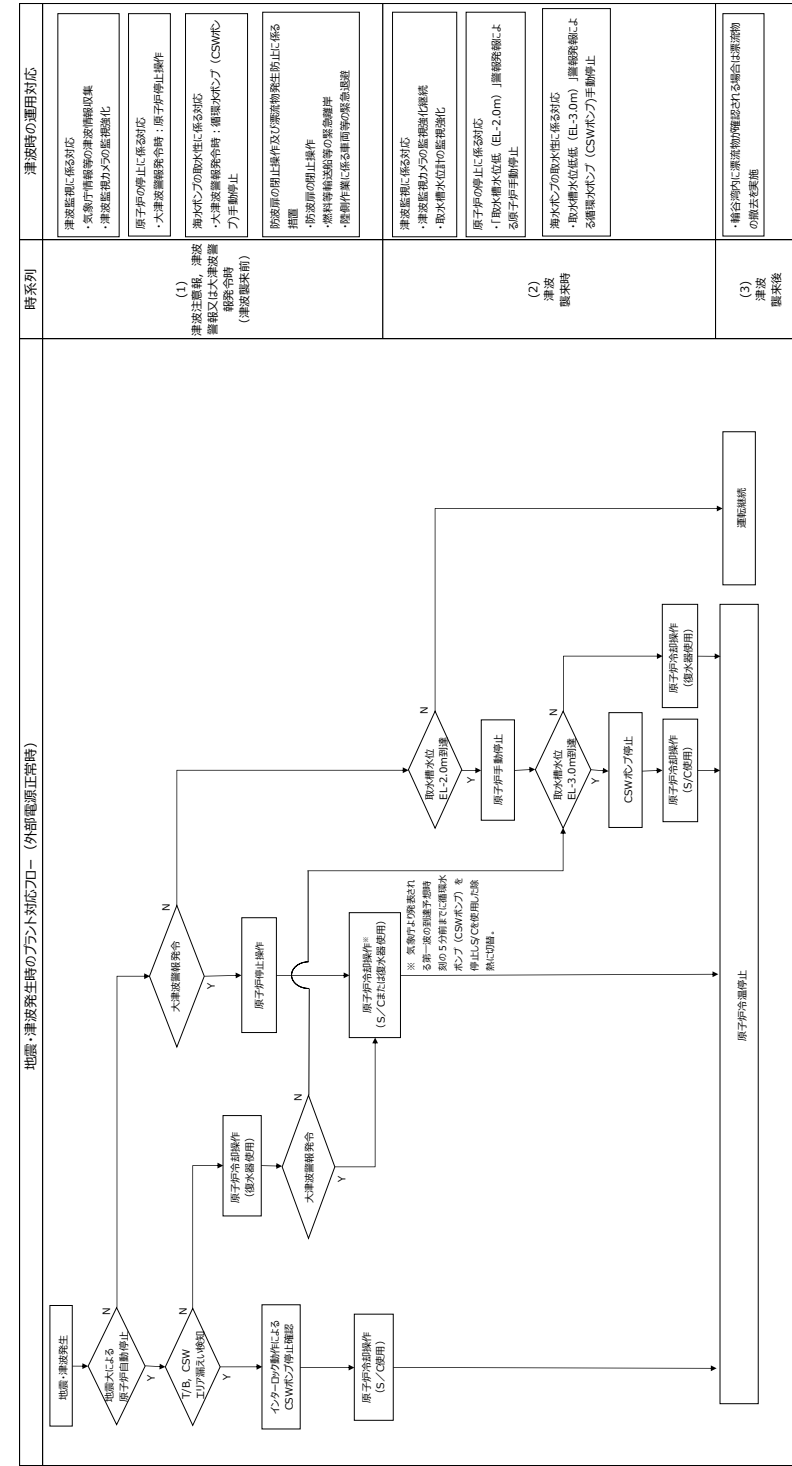 地震・津波発生時のプラント対応フロー（外部電源正常時）
時系列
津波時の運用対応
地震・津波発生
地震大による
原子炉自動停止
Y
N
T/B，CSW
エリア漏えい検知
Y
N
インターロック動作による
CSWポンプ停止確認
原子炉冷却操作
（S／C使用）
原子炉冷却操作
（復水器使用）
大津波警報発令
Y
N
大津波警報発令
Y
N
原子炉停止操作
原子炉冷却操作※
（S／Cまたは復水器使用）
※　気象庁より発表され
る第一波の到達予想時
刻の５分前までに循環水
ポンプ（CSWポンプ）を
停止しS/Cを使用した除
熱に切替。
取水槽水位
EL-2.0m到達
Y
N
原子炉手動停止
取水槽水位
EL-3.0m到達
Y
N
CSWポンプ停止
原子炉冷却操作
（S/C使用）
原子炉冷却操作
（復水器使用）
原子炉冷温停止
運転継続
(1)
津波注意報，津波
警報又は大津波警
報発令時
（津波襲来前）
津波監視に係る対応
・気象庁情報等の津波情報収集
・津波監視カメラの監視強化
原子炉の停止に係る対応
・大津波警報発令時：原子炉停止操作
海水ポンプの取水性に係る対応
・大津波警報発令時：循環水ポンプ（CSWポン
プ)手動停止
防波扉の閉止操作及び漂流物発生防止に係る
措置
・防波扉の閉止操作
・燃料等輸送船等の緊急離岸
・陸側作業に係る車両等の緊急退避
(2)
津波
襲来時
津波監視に係る対応
・津波監視カメラの監視強化継続
・取水槽水位計の監視強化
原子炉の停止に係る対応
・「取水槽水位低（EL-2.0m）」警報発報によ
る原子炉手動停止
海水ポンプの取水性に係る対応
・取水槽水位低低（EL-3.0m）」警報発報によ
る循環水ポンプ（CSWポンプ)手動停止
(3)
津波
襲来後
・輪谷湾内に漂流物が確認される場合は漂流物
の撤去を実施